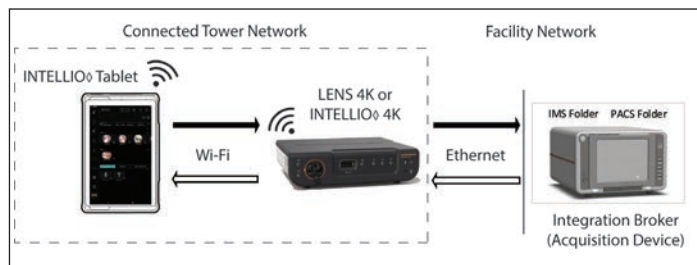 Connected Tower Network
Facility Network
INTELLIO◊ Tablet
LENS 4K or
INTELLIO◊ 4K
IMS Folder PACS Folder
Wi-Fi
Ethernet
Integration Broker
(Acquisition Device)